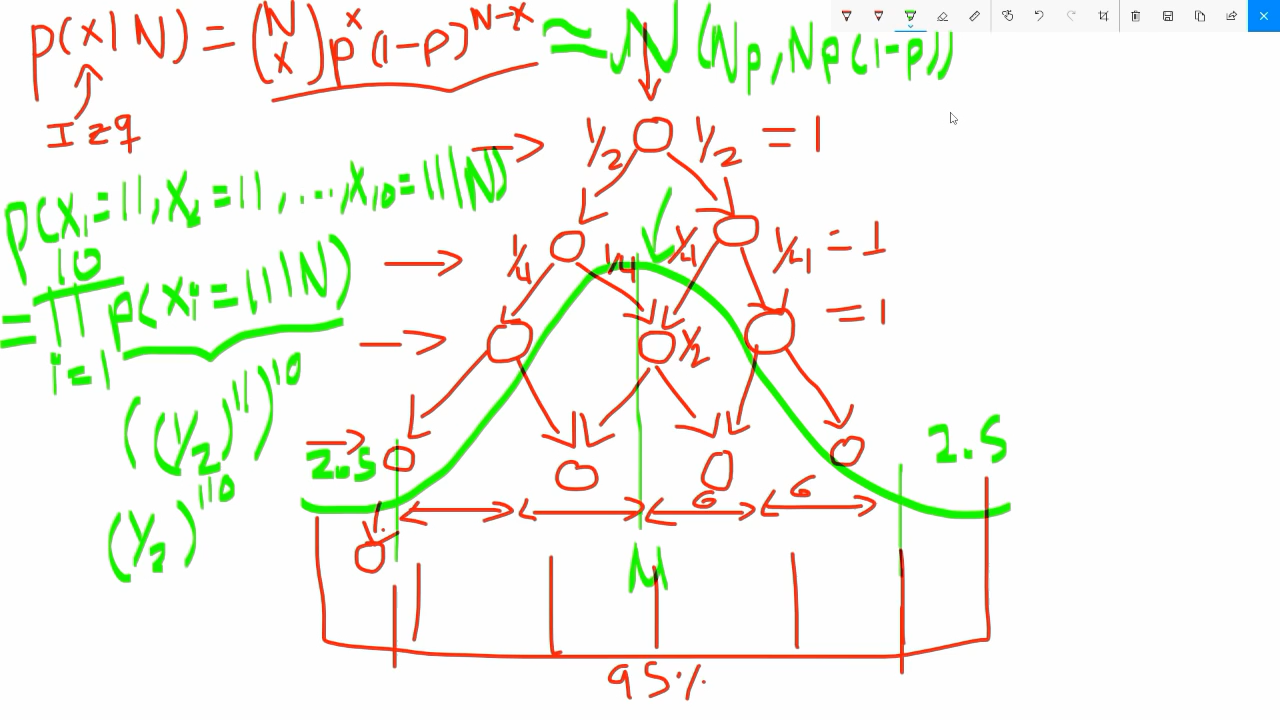 p(x|N) = (N x) p^x (1-p)^{N-x} ≈ N(Np, Np(1-p))
Izq
1/2 1/2 = 1
p(x₁=11, x₂=11, ..., x₁₀=11|N)
1/4 1/4 1/4 1/4 = 1
= ∏_{i=1}^{10} p(xᵢ=11|N)
= 1
1/2
((1/2)^{11})^{10}
2.5 2.5
(1/2)^{110}
σ σ
μ
95%